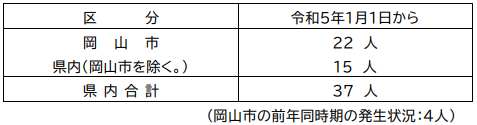 区 分 令和５年１月１日から
岡 山 市 ２２ 人
県内（岡山市を除く。） １５ 人
県 内 合 計 ３７ 人
（岡山市の前年同時期の発生状況：４人）